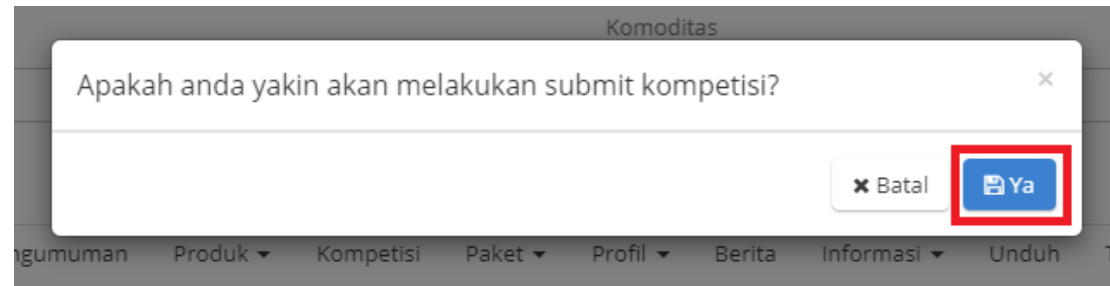 Komoditas
Apakah anda yakin akan melakukan submit kompetisi? ×
✖ Batal Ya
ngumuman Produk Kompetisi Paket Profil Berita Informasi Unduh